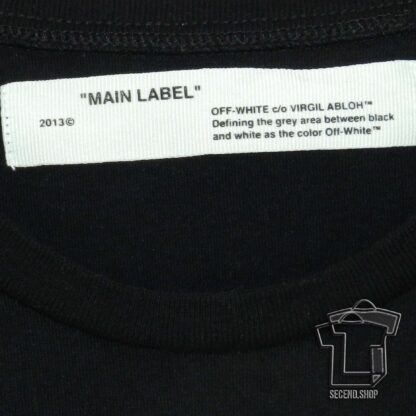 "MAIN LABEL"
2013©
OFF-WHITE c/o VIRGIL ABLOH™
Defining the grey area between black
and white as the color Off-White™
SECEND.SHOP